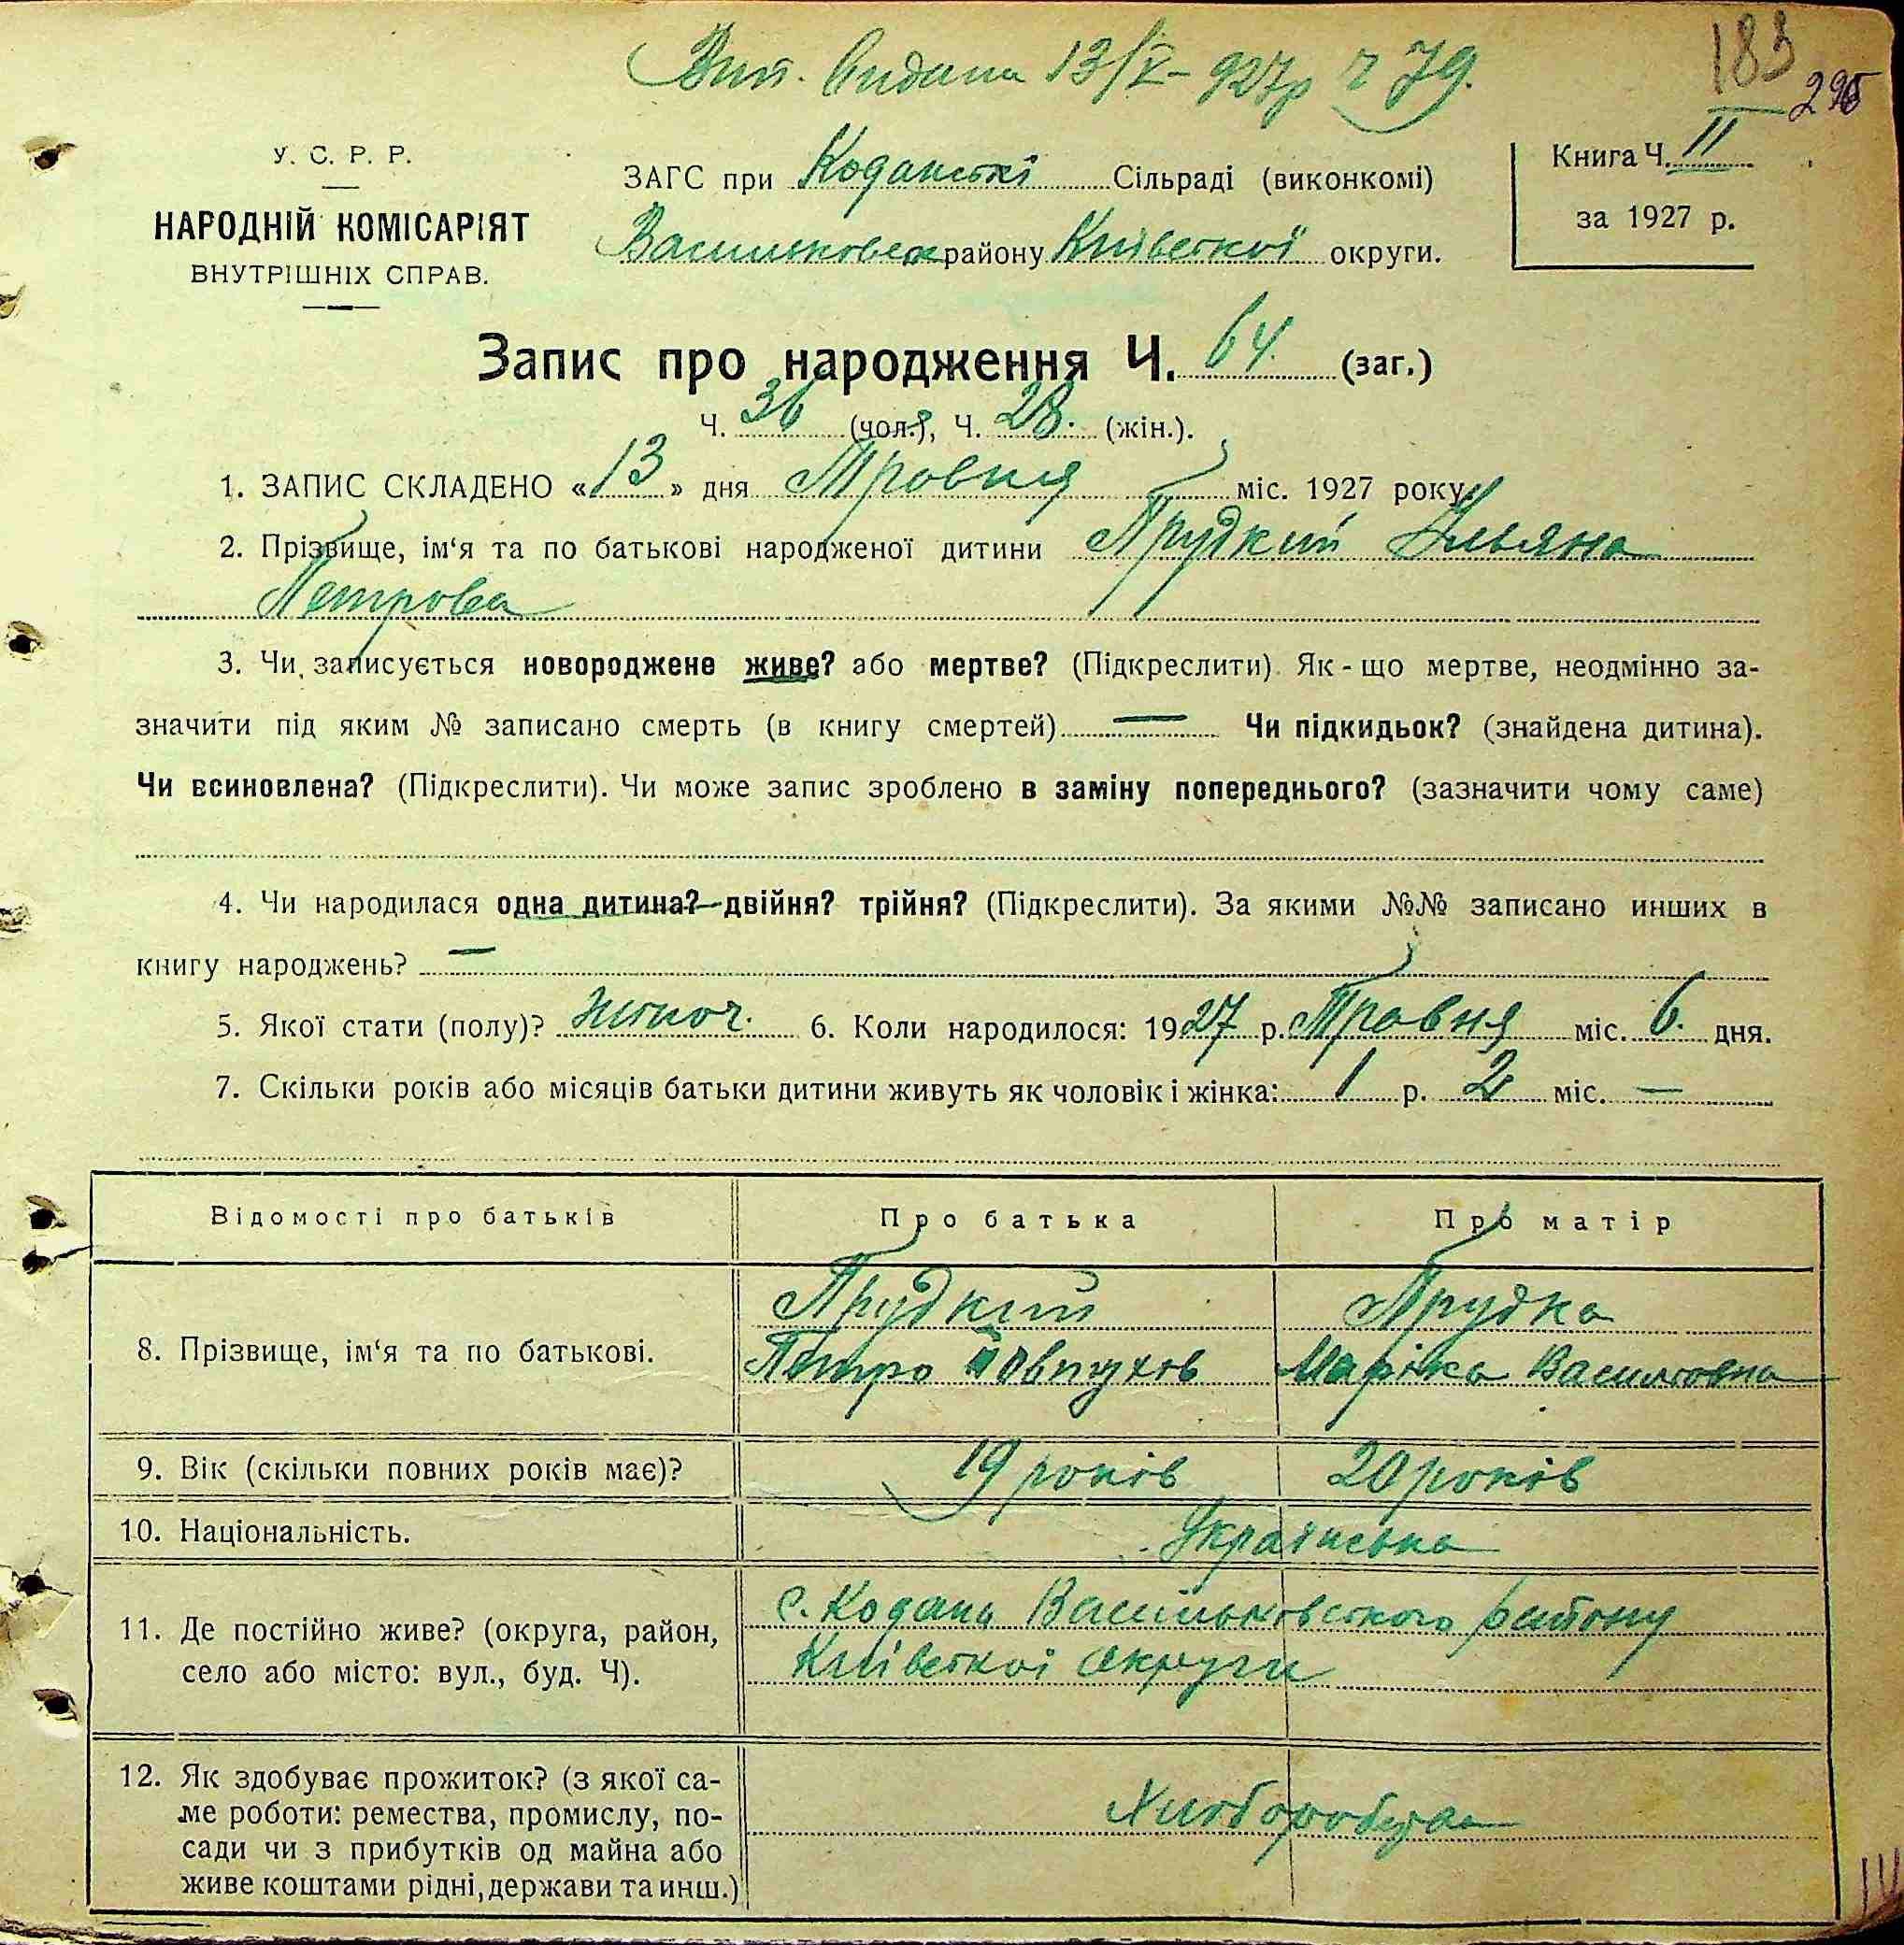 Вип. видана 13/V-927р ч 79.
183
295
У. С. Р. Р.
НАРОДНІЙ КОМІСАРІЯТ
ВНУТРІШНІХ СПРАВ.
ЗАГС при Коданські Сільраді (виконкомі)
району Київської округи.
Книга Ч. II
за 1927 р.
Запис про народження Ч. 64. (заг.)
Ч. 36 (чол.), Ч. 28. (жін.).
1. ЗАПИС СКЛАДЕНО «13» дня Травня міс. 1927 року
2. Прізвище, ім‘я та по батькові народженої дитини Прудкий Ульяна
Петрова
3. Чи записується новороджене живе? або мертве? (Підкреслити). Як-що мертве, неодмінно за-
значити під яким № записано смерть (в книгу смертей) — Чи підкидьок? (знайдена дитина).
Чи всиновлена? (Підкреслити). Чи може запис зроблено в заміну попереднього? (зазначити чому саме)
4. Чи народилася одна дитина? двійня? трійня? (Підкреслити). За якими №№ записано инших в
книгу народжень? —
5. Якої стати (полу)? жіноч. 6. Коли народилося: 1927 р. Травня міс. 6. дня.
7. Скільки років або місяців батьки дитини живуть як чоловік і жінка: 1 р. 2 міс. —
Відомості про батьків Про батька Про матір
8. Прізвище, ім‘я та по батькові.
Прудкий Прудка
Петро Марійка Василівна
9. Вік (скільки повних років має)? 19 років 20 років
10. Національність. Українська
11. Де постійно живе? (округа, район,
село або місто: вул., буд. Ч).
с. Кодань Васильковського району
Київської округи
12. Як здобуває прожиток? (з якої са-
ме роботи: ремества, промислу, по-
сади чи з прибутків од майна або
живе коштами рідні, держави та инш.)
Хліборобства